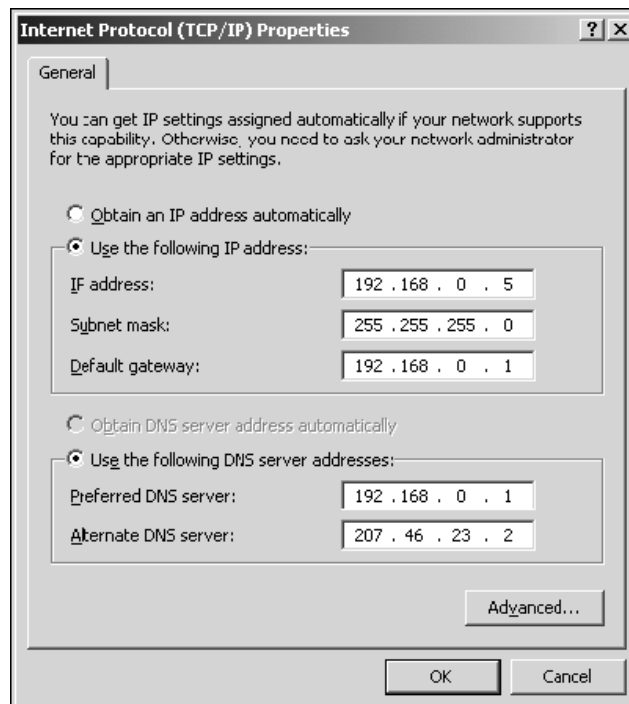 Internet Protocol (TCP/IP) Properties
General
You can get IP settings assigned automatically if your network supports
this capability. Otherwise, you need to ask your network administrator
for the appropriate IP settings.
Obtain an IP address automatically
Use the following IP address:
IP address: 192 . 168 . 0 . 5
Subnet mask: 255 . 255 . 255 . 0
Default gateway: 192 . 168 . 0 . 1
Obtain DNS server address automatically
Use the following DNS server addresses:
Preferred DNS server: 192 . 168 . 0 . 1
Alternate DNS server: 207 . 46 . 23 . 2
Advanced...
OK Cancel